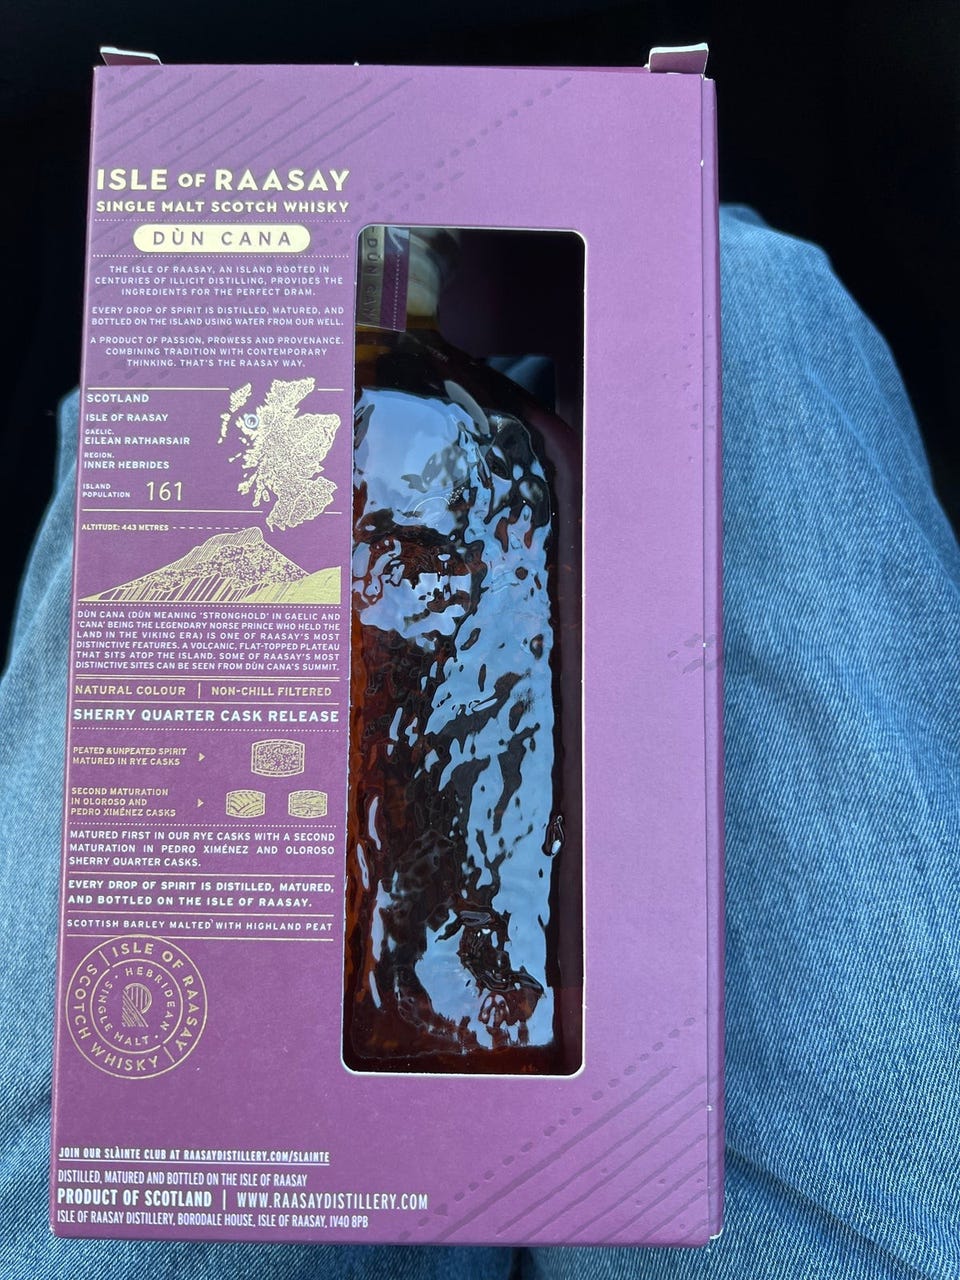 ISLE OF RAASAY
SINGLE MALT SCOTCH WHISKY
DÙN CANA
THE ISLE OF RAASAY, AN ISLAND ROOTED IN
CENTURIES OF ILLICIT DISTILLING, PROVIDES THE
INGREDIENTS FOR THE PERFECT DRAM.
EVERY DROP OF SPIRIT IS DISTILLED, MATURED, AND
BOTTLED ON THE ISLAND USING WATER FROM OUR WELL.
A PRODUCT OF PASSION, PROWESS AND PROVENANCE.
COMBINING TRADITION WITH CONTEMPORARY
THINKING. THAT'S THE RAASAY WAY.
SCOTLAND
ISLE OF RAASAY
GAELIC.
EILEAN RATHARSAIR
REGION.
INNER HEBRIDES
ISLAND
POPULATION 161
ALTITUDE: 443 METRES
DÙN CANA (DÙN MEANING 'STRONGHOLD' IN GAELIC AND
'CANA' BEING THE LEGENDARY NORSE PRINCE WHO HELD THE
LAND IN THE VIKING ERA) IS ONE OF RAASAY'S MOST
DISTINCTIVE FEATURES. A VOLCANIC, FLAT-TOPPED PLATEAU
THAT SITS ATOP THE ISLAND. SOME OF RAASAY'S MOST
DISTINCTIVE SITES CAN BE SEEN FROM DÙN CANA'S SUMMIT.
NATURAL COLOUR | NON-CHILL FILTERED
SHERRY QUARTER CASK RELEASE
PEATED & UNPEATED SPIRIT
MATURED IN RYE CASKS
SECOND MATURATION
IN OLOROSO AND
PEDRO XIMÉNEZ CASKS
MATURED FIRST IN OUR RYE CASKS WITH A SECOND
MATURATION IN PEDRO XIMÉNEZ AND OLOROSO
SHERRY QUARTER CASKS.
EVERY DROP OF SPIRIT IS DISTILLED, MATURED,
AND BOTTLED ON THE ISLE OF RAASAY.
SCOTTISH BARLEY MALTED WITH HIGHLAND PEAT
ISLE OF RAASAY
SCOTCH WHISKY
HEBRIDEAN
SINGLE MALT
R
DÙN CANA
JOIN OUR SLÀINTE CLUB AT RAASAYDISTILLERY.COM/SLAINTE
DISTILLED, MATURED AND BOTTLED ON THE ISLE OF RAASAY
PRODUCT OF SCOTLAND | WWW.RAASAYDISTILLERY.COM
ISLE OF RAASAY DISTILLERY, BORODALE HOUSE, ISLE OF RAASAY, IV40 8PB